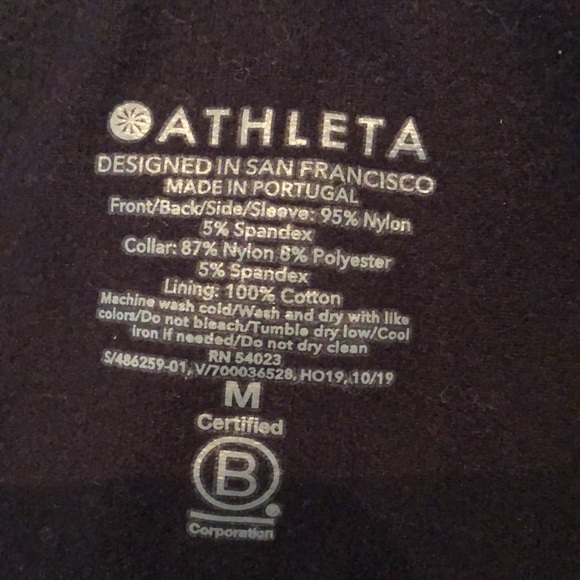 ATHLETA
DESIGNED IN SAN FRANCISCO
MADE IN PORTUGAL
Front/Back/Side/Sleeve: 95% Nylon
5% Spandex
Collar: 87% Nylon 8% Polyester
5% Spandex
Lining: 100% Cotton
Machine wash cold/Wash and dry with like
colors/Do not bleach/Tumble dry low/Cool
iron if needed/Do not dry clean
RN 54023
S/486259-01, V/700036528, HO19, 10/19
M
Certified
B
Corporation